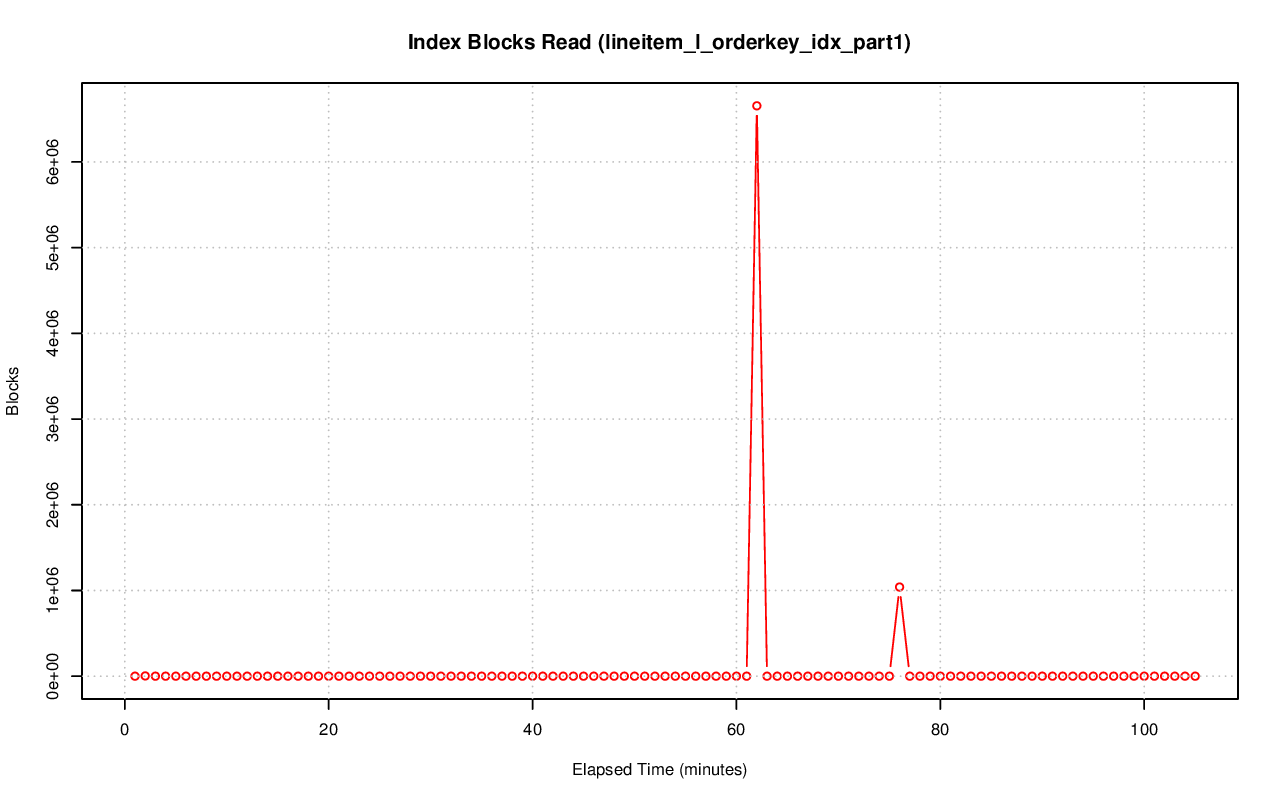 Index Blocks Read (lineitem_l_orderkey_idx_part1)
6e+06
5e+06
4e+06
3e+06
2e+06
1e+06
0e+00
Blocks
0 20 40 60 80 100
Elapsed Time (minutes)